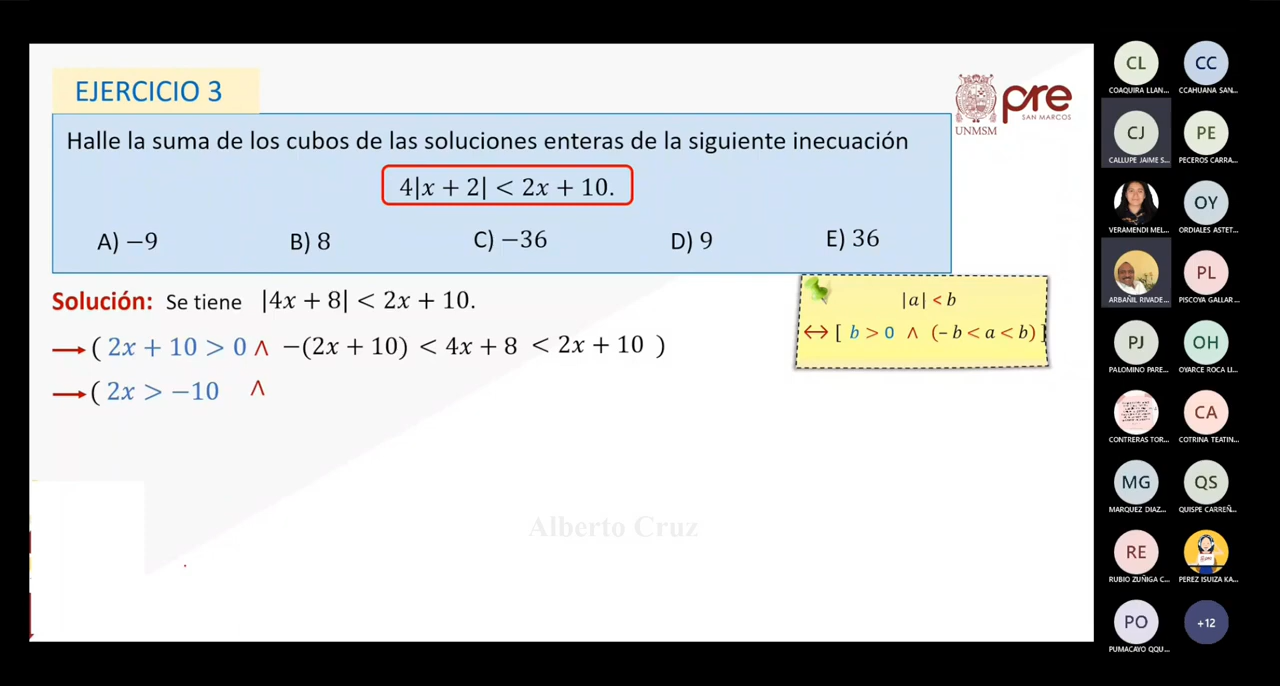 EJERCICIO 3
UNMSM
pre
SAN MARCOS
Halle la suma de los cubos de las soluciones enteras de la siguiente inecuación
4|x + 2| < 2x + 10.
A) −9 B) 8 C) −36 D) 9 E) 36
Solución: Se tiene |4x + 8| < 2x + 10.
→ ( 2x + 10 > 0 ∧ −(2x + 10) < 4x + 8 < 2x + 10 )
→ ( 2x > −10 ∧
|a| < b
↔ [ b > 0 ∧ (− b < a < b) ]
Alberto Cruz
CL CC
COAQUIRA LLAN... CCAHUANA SAN...
CJ PE
CALLUPE JAIME S... PECEROS CARRA...
OY
VERAMENDI MEL... ORDIALES ASTET...
PL
ARBAÑIL RIVADE... PISCOYA GALLAR...
PJ OH
PALOMINO PARE... OYARCE ROCA LI...
CA
CONTRERAS TOR... COTRINA TEATIN...
MG QS
MARQUEZ DIAZ... QUISPE CARREÑ...
RE
RUBIO ZUÑIGA C... PEREZ ISUIZA KA...
PO +12
PUMACAYO QQU...